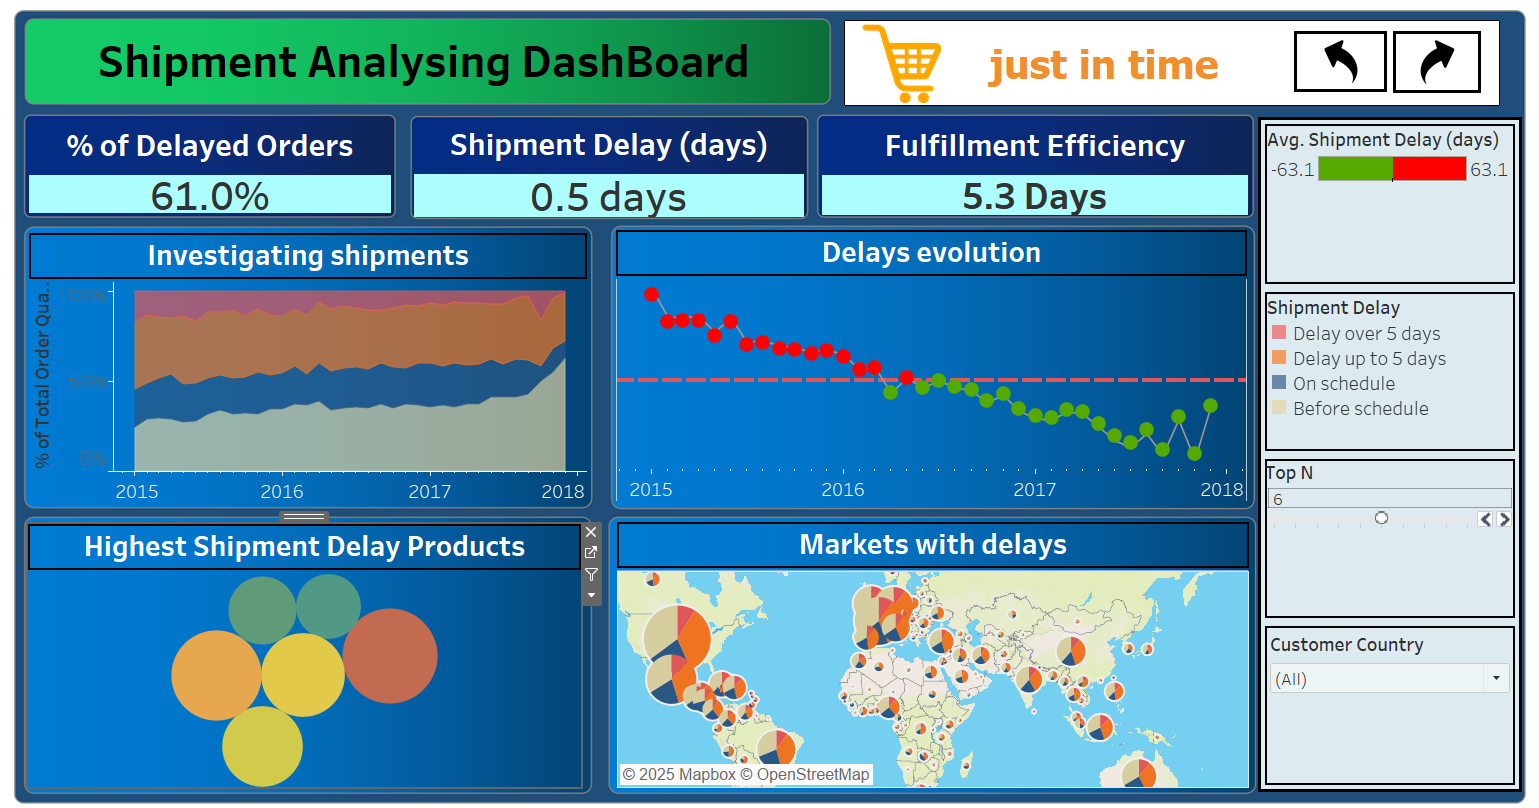 Shipment Analysing DashBoard
just in time
% of Delayed Orders
61.0%
Shipment Delay (days)
0.5 days
Fulfillment Efficiency
5.3 Days
Avg. Shipment Delay (days)
-63.1 63.1
Investigating shipments
% of Total Order Qua..
100%
50%
0%
2015 2016 2017 2018
Delays evolution
2015 2016 2017 2018
Shipment Delay
Delay over 5 days
Delay up to 5 days
On schedule
Before schedule
Top N
6
Highest Shipment Delay Products
Markets with delays
© 2025 Mapbox © OpenStreetMap
Customer Country
(All)